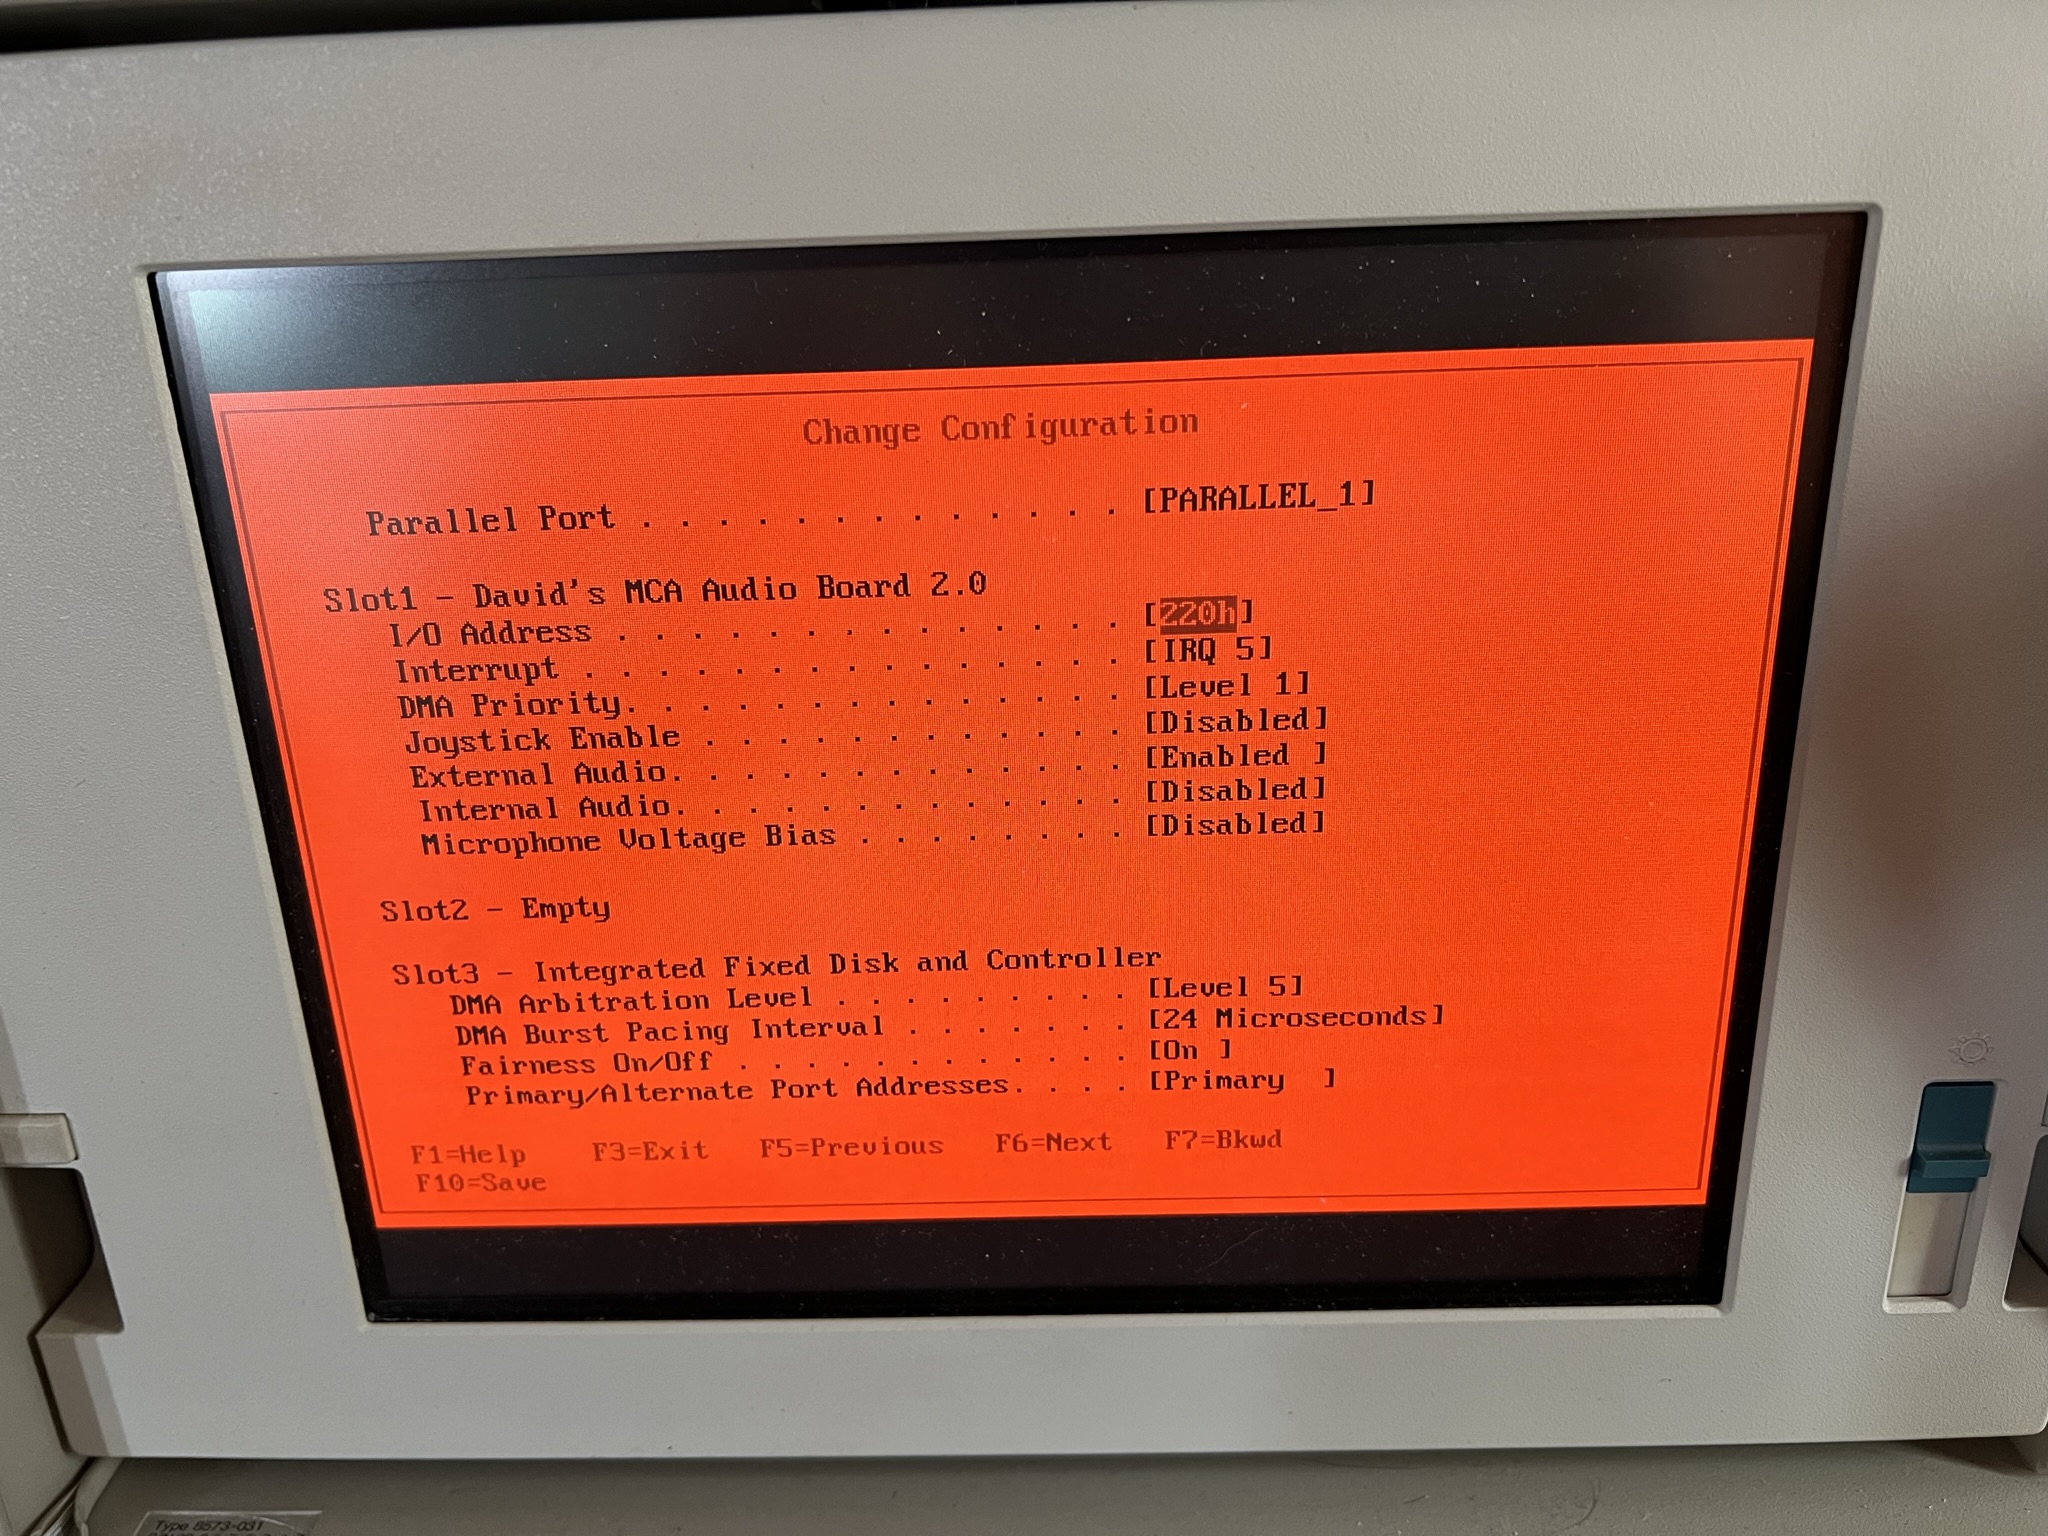 Change Configuration
Parallel Port . . . . . . . . . . . . . [PARALLEL_1]
Slot1 - David's MCA Audio Board 2.0
I/O Address . . . . . . . . . . . . . . [220h]
Interrupt . . . . . . . . . . . . . . . [IRQ 5]
DMA Priority. . . . . . . . . . . . . . [Level 1]
Joystick Enable . . . . . . . . . . . . [Disabled]
External Audio. . . . . . . . . . . . . [Enabled ]
Internal Audio. . . . . . . . . . . . . [Disabled]
Microphone Voltage Bias . . . . . . . . [Disabled]
Slot2 - Empty
Slot3 - Integrated Fixed Disk and Controller
DMA Arbitration Level . . . . . . . . . [Level 5]
DMA Burst Pacing Interval . . . . . . . [24 Microseconds]
Fairness On/Off . . . . . . . . . . . . [On ]
Primary/Alternate Port Addresses. . . . [Primary  ]
F1=Help F3=Exit F5=Previous F6=Next F7=Bkwd
F10=Save
Type 8573-031